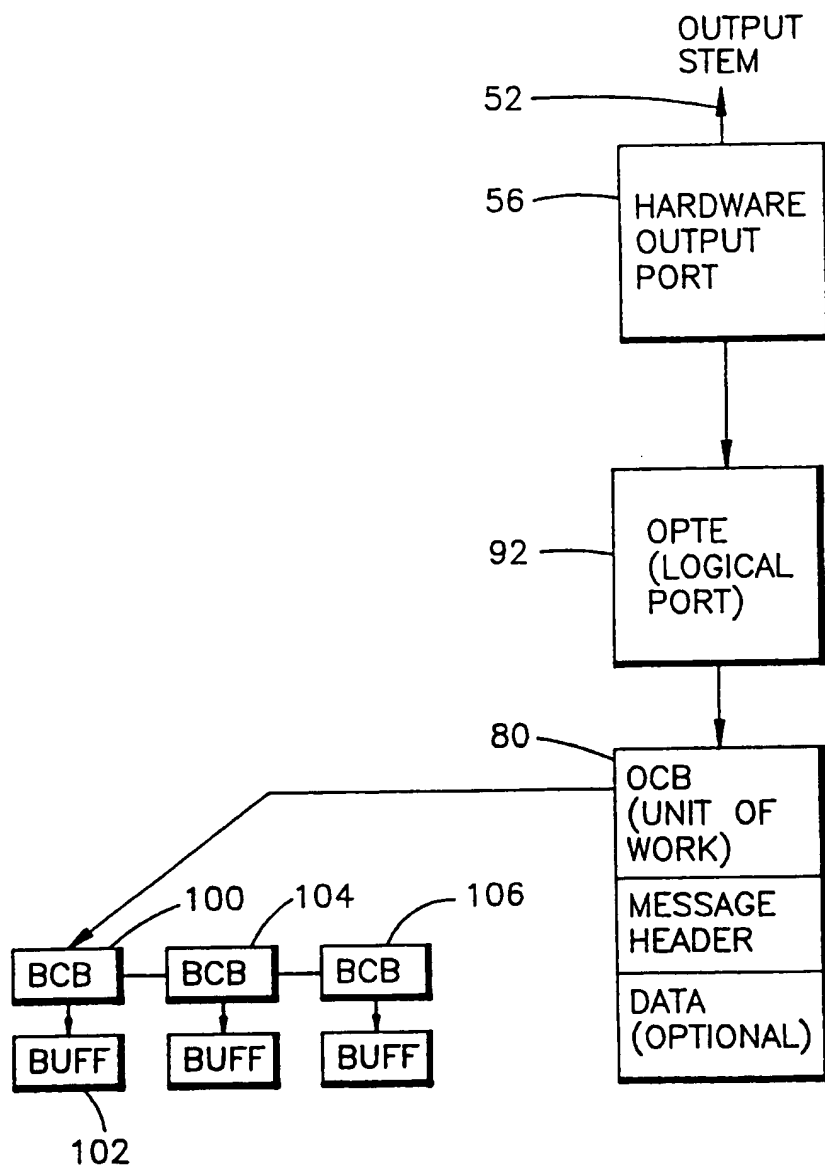 OUTPUT
STEM
52
56
HARDWARE
OUTPUT
PORT
92
OPTE
(LOGICAL
PORT)
80
OCB
(UNIT OF
WORK)
MESSAGE
HEADER
DATA
(OPTIONAL)
100
104
106
BCB
BCB
BCB
BUFF
BUFF
BUFF
102